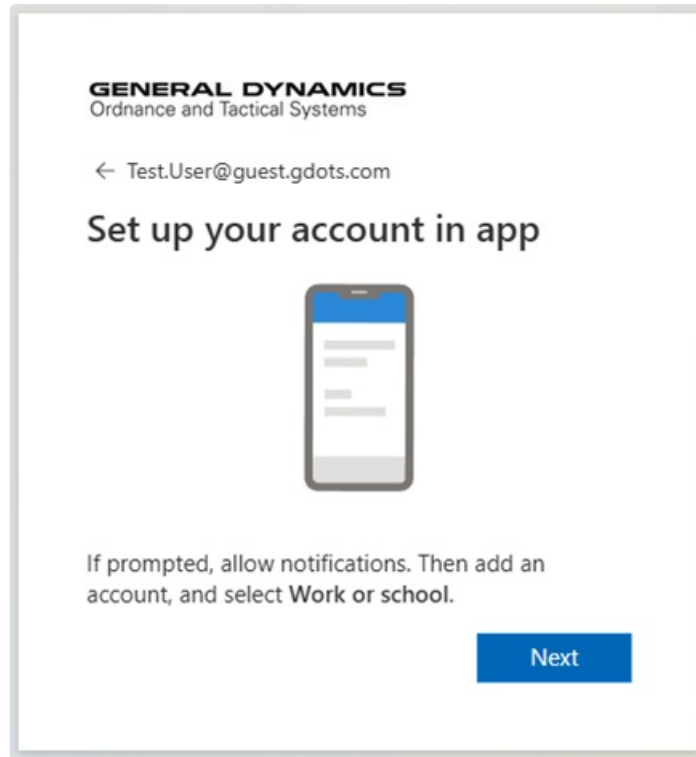 GENERAL DYNAMICS
Ordnance and Tactical Systems
← Test.User@guest.gdots.com
Set up your account in app
If prompted, allow notifications. Then add an
account, and select Work or school.
Next